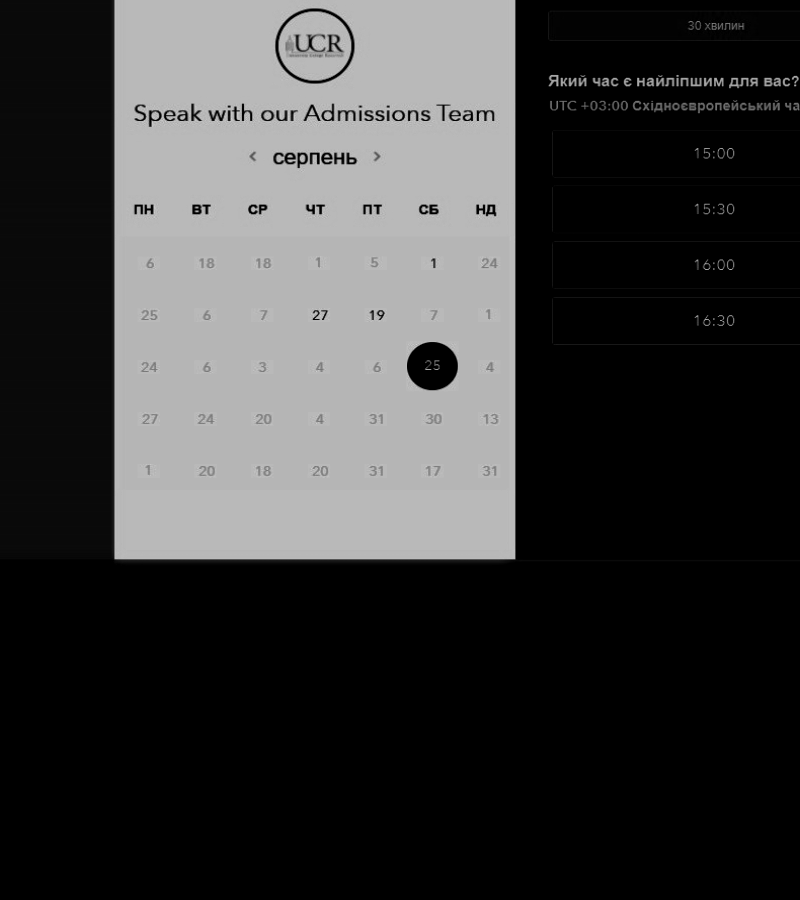 UCR
Speak with our Admissions Team
< серпень >
ПН ВТ СР ЧТ ПТ СБ НД
6 18 18 1 5 1 24
25 6 7 27 19 7 1
24 6 3 4 6 25 4
27 24 20 4 31 30 13
1 20 18 20 31 17 31
30 хвилин
Який час є найліпшим для вас?
UTC +03:00 Східноєвропейський ча
15:00
15:30
16:00
16:30